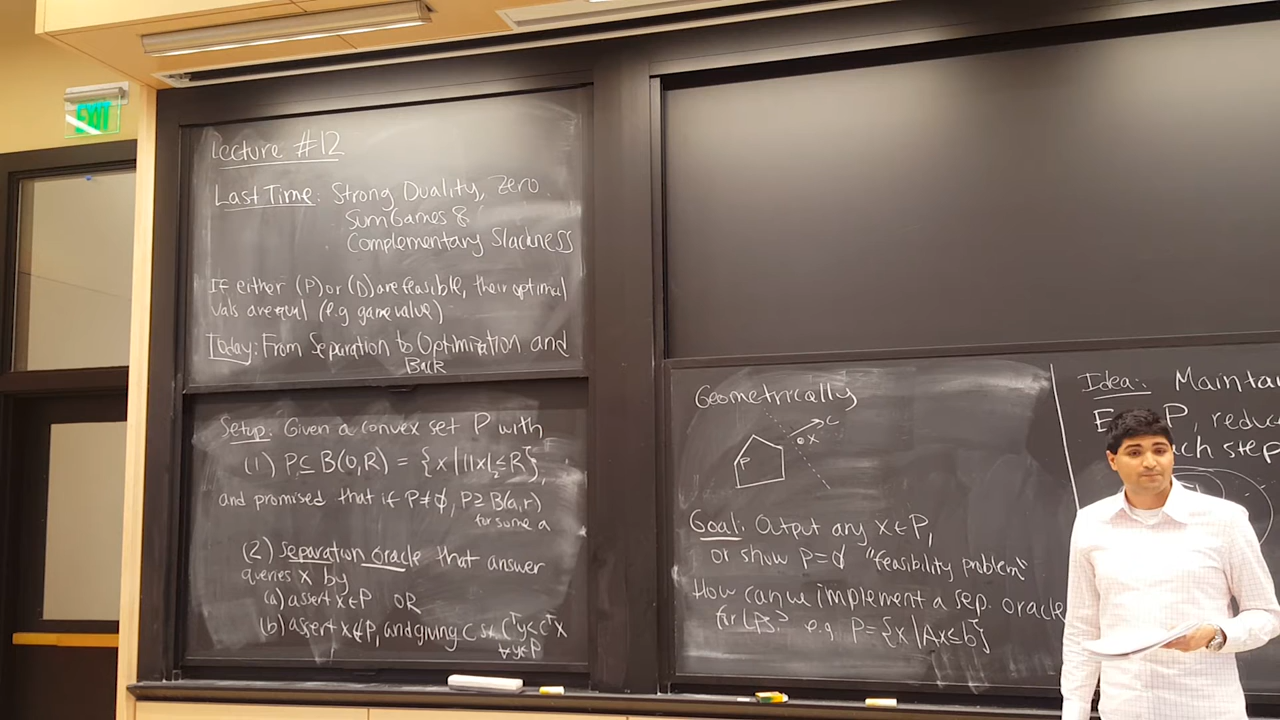 EXIT
Lecture #12
Last Time: Strong Duality, Zero
Sum Games &
Complementary Slackness
If either (P) or (D) are feasible, their optimal
vals are equal (e.g game value)
Today: From Separation to Optimization and
Back
Setup: Given a convex set P with
(1) P ⊆ B(0,R) = {x | ||x||₂ ≤ R},
and promised that if P ≠ ∅, P ⊇ B(a,r)
for some a
(2) separation oracle that answer
queries x by
(a) assert x ∈ P OR
(b) assert x ∉ P, and giving c s.t. cᵀy < cᵀx
∀ y ∈ P
Geometrically
c
x
P
Goal: Output any x ∈ P,
or show P = ∅ "feasibility problem"
How can we implement a sep. oracle
for LPs? e.g P = {x | Ax ≤ b}
Idea: Mainta
E P, reduc
ach step